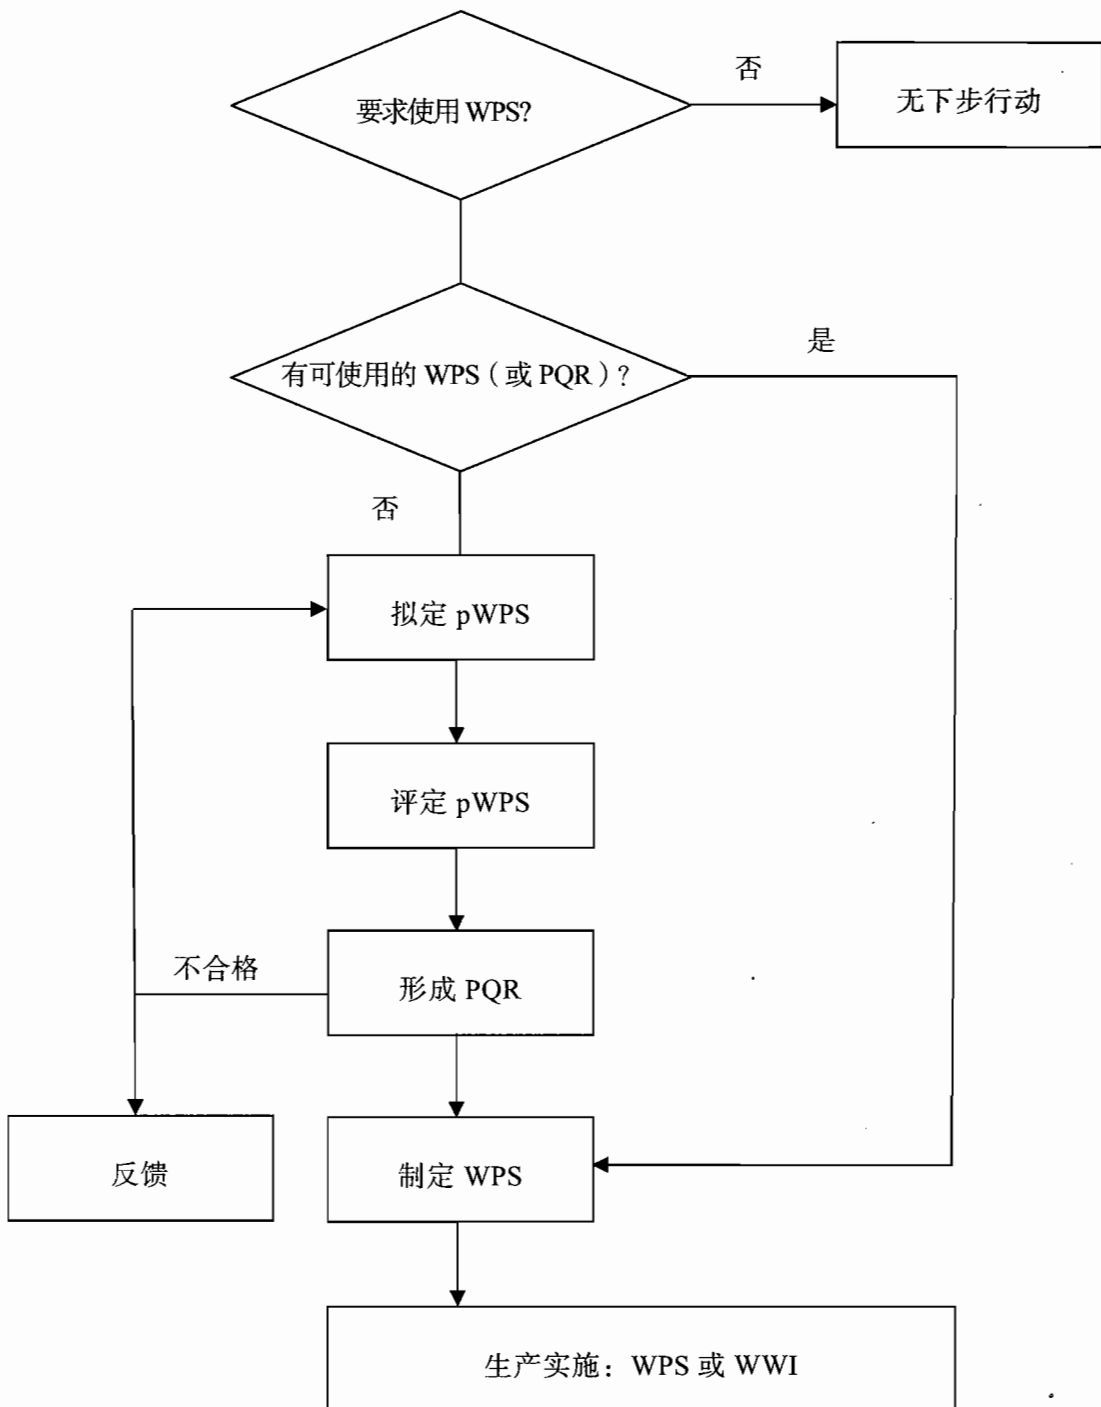 否
要求使用 WPS?
无下步行动
是
有可使用的 WPS（或 PQR）？
否
拟定 pWPS
评定 pWPS
不合格
形成 PQR
反馈
制定 WPS
生产实施：WPS 或 WWI